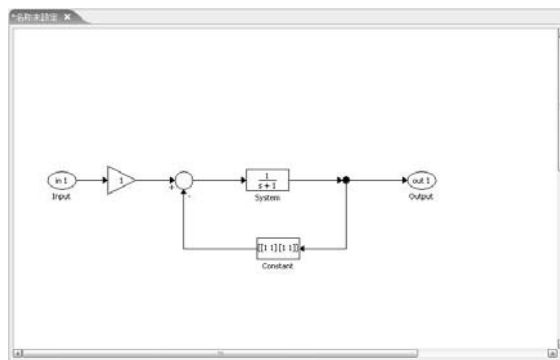 *名称未設定
in 1
Input
1
+
-
1
s+1
System
out 1
Output
[[1 1][1 1]]
Constant